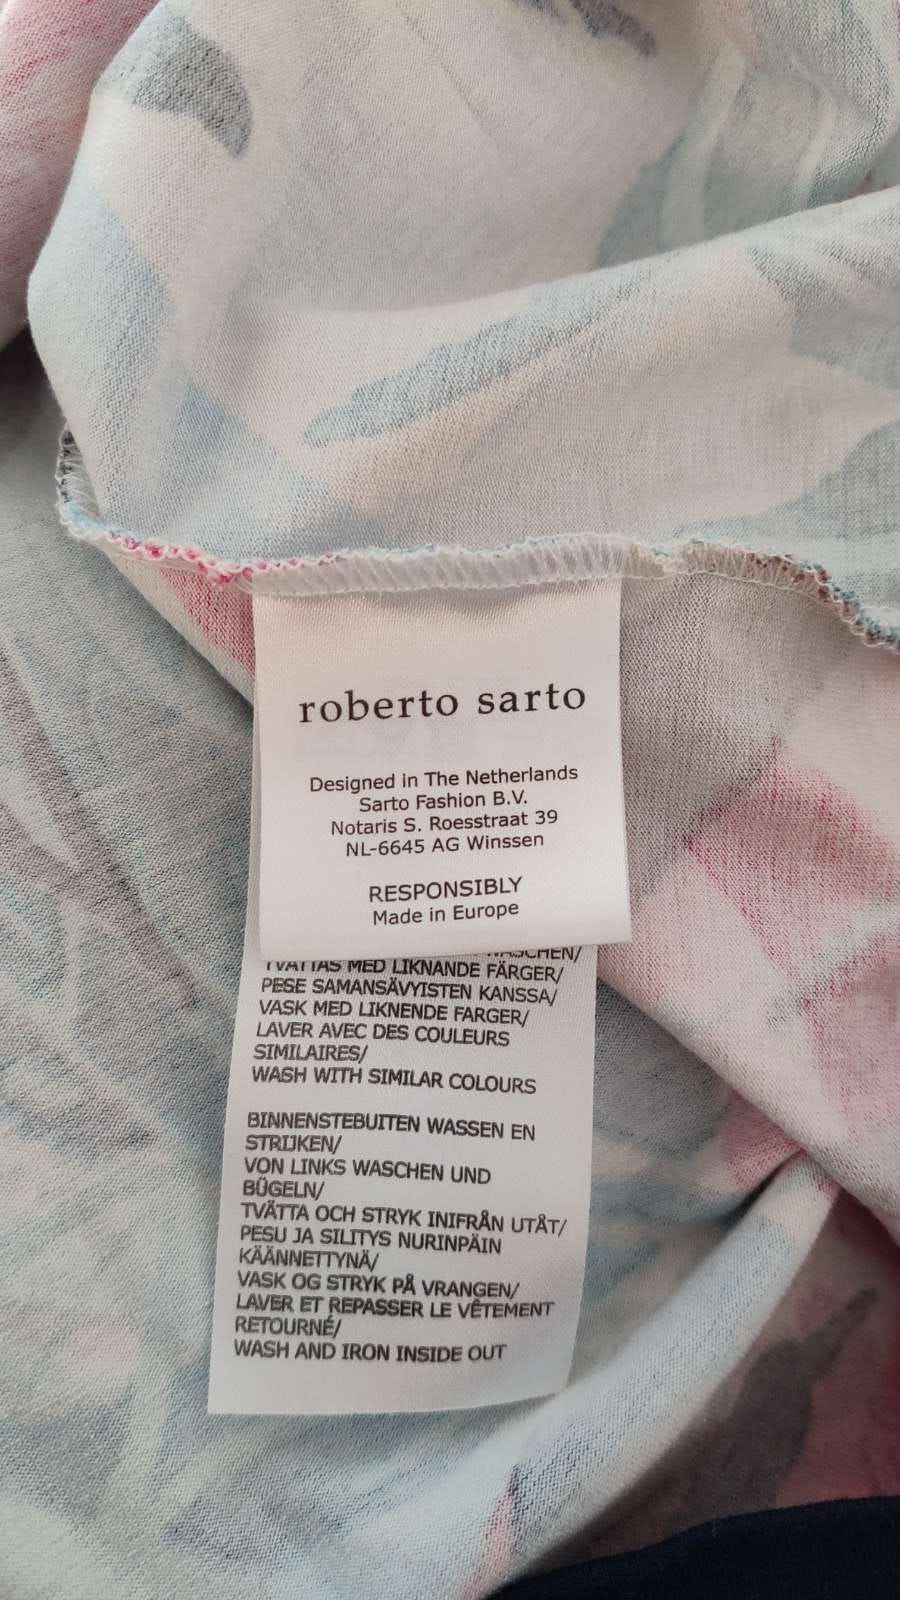 roberto sarto
Designed in The Netherlands
Sarto Fashion B.V.
Notaris S. Roesstraat 39
NL-6645 AG Winssen
RESPONSIBLY
Made in Europe
WASCHEN/
TVÄTTAS MED LIKNANDE FÄRGER/
PESE SAMANSÄVYISTEN KANSSA/
VASK MED LIKNENDE FARGER/
LAVER AVEC DES COULEURS
SIMILAIRES/
WASH WITH SIMILAR COLOURS
BINNENSTEBUITEN WASSEN EN
STRIJKEN/
VON LINKS WASCHEN UND
BÜGELN/
TVÄTTA OCH STRYK INIFRÅN UTÅT/
PESU JA SILITYS NURINPÄIN
KÄÄNNETTYNÄ/
VASK OG STRYK PÅ VRANGEN/
LAVER ET REPASSER LE VÊTEMENT
RETOURNÉ/
WASH AND IRON INSIDE OUT